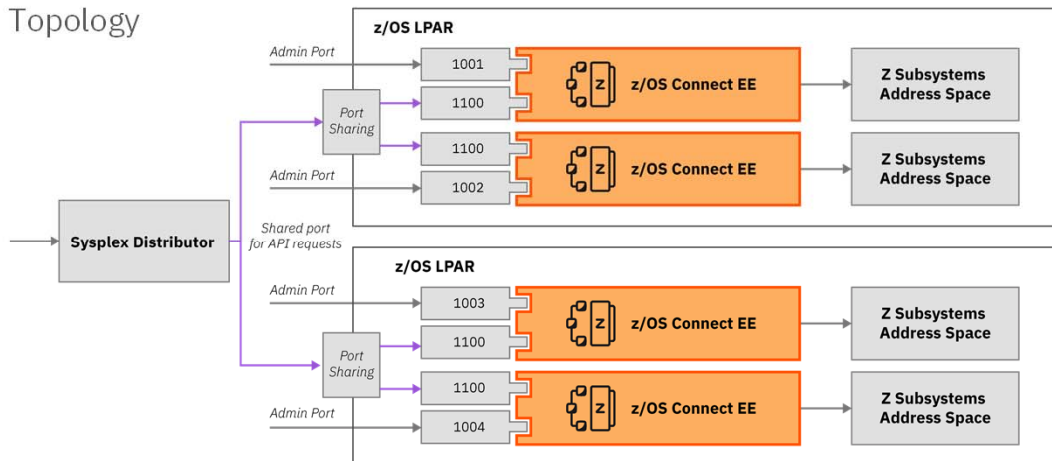 Topology
z/OS LPAR
Admin Port
1001
z/OS Connect EE
Z Subsystems
Address Space
Port
Sharing
1100
1100
z/OS Connect EE
Z Subsystems
Address Space
Admin Port
1002
Sysplex Distributor
Shared port
for API requests
z/OS LPAR
Admin Port
1003
z/OS Connect EE
Z Subsystems
Address Space
1100
Port
Sharing
1100
z/OS Connect EE
Z Subsystems
Address Space
Admin Port
1004
Z
Z
Z
Z